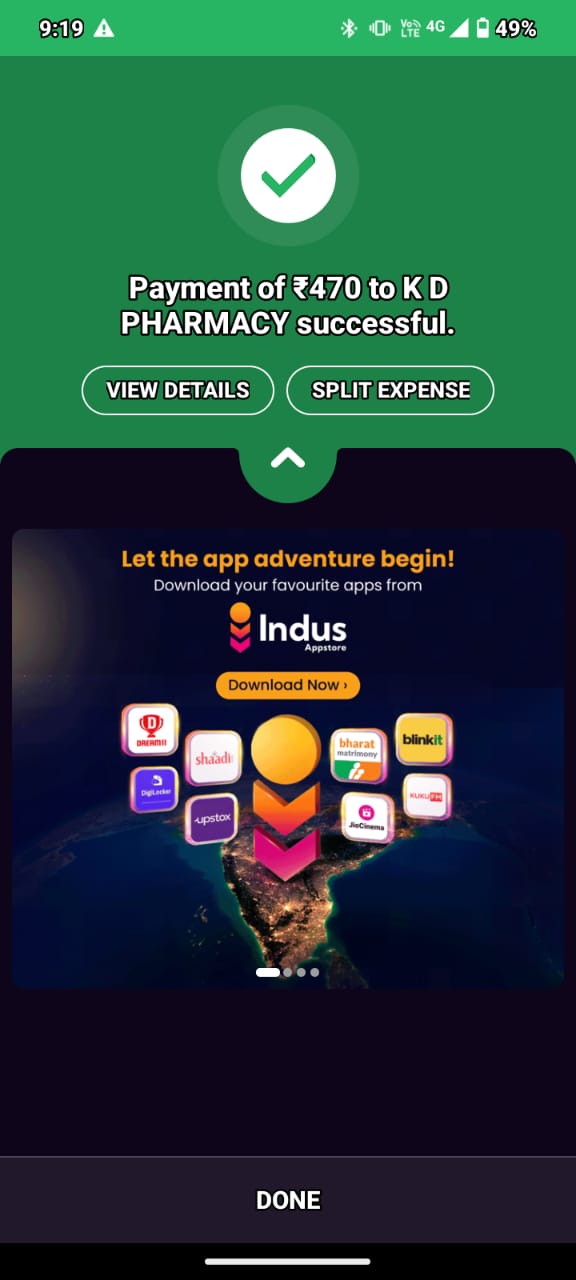 9:19
Vo
LTE
4G
49%
Payment of ₹470 to K D
PHARMACY successful.
VIEW DETAILS
SPLIT EXPENSE
Let the app adventure begin!
Download your favourite apps from
Indus
Appstore
Download Now ›
D
DREAM11
shaadi
bharat
matrimony
blinkit
DigiLocker
upstox
JioCinema
KUKU FM
DONE